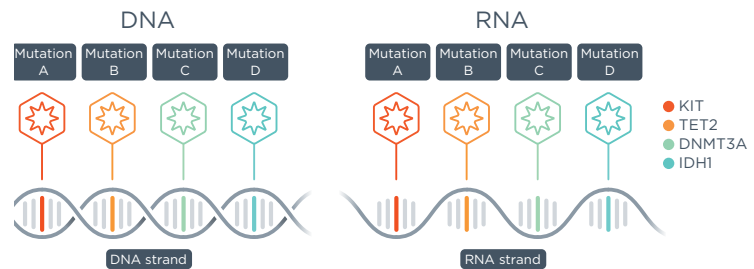 DNA
Mutation
A
Mutation
B
Mutation
C
Mutation
D
DNA strand
RNA
Mutation
A
Mutation
B
Mutation
C
Mutation
D
RNA strand
KIT
TET2
DNMT3A
IDH1